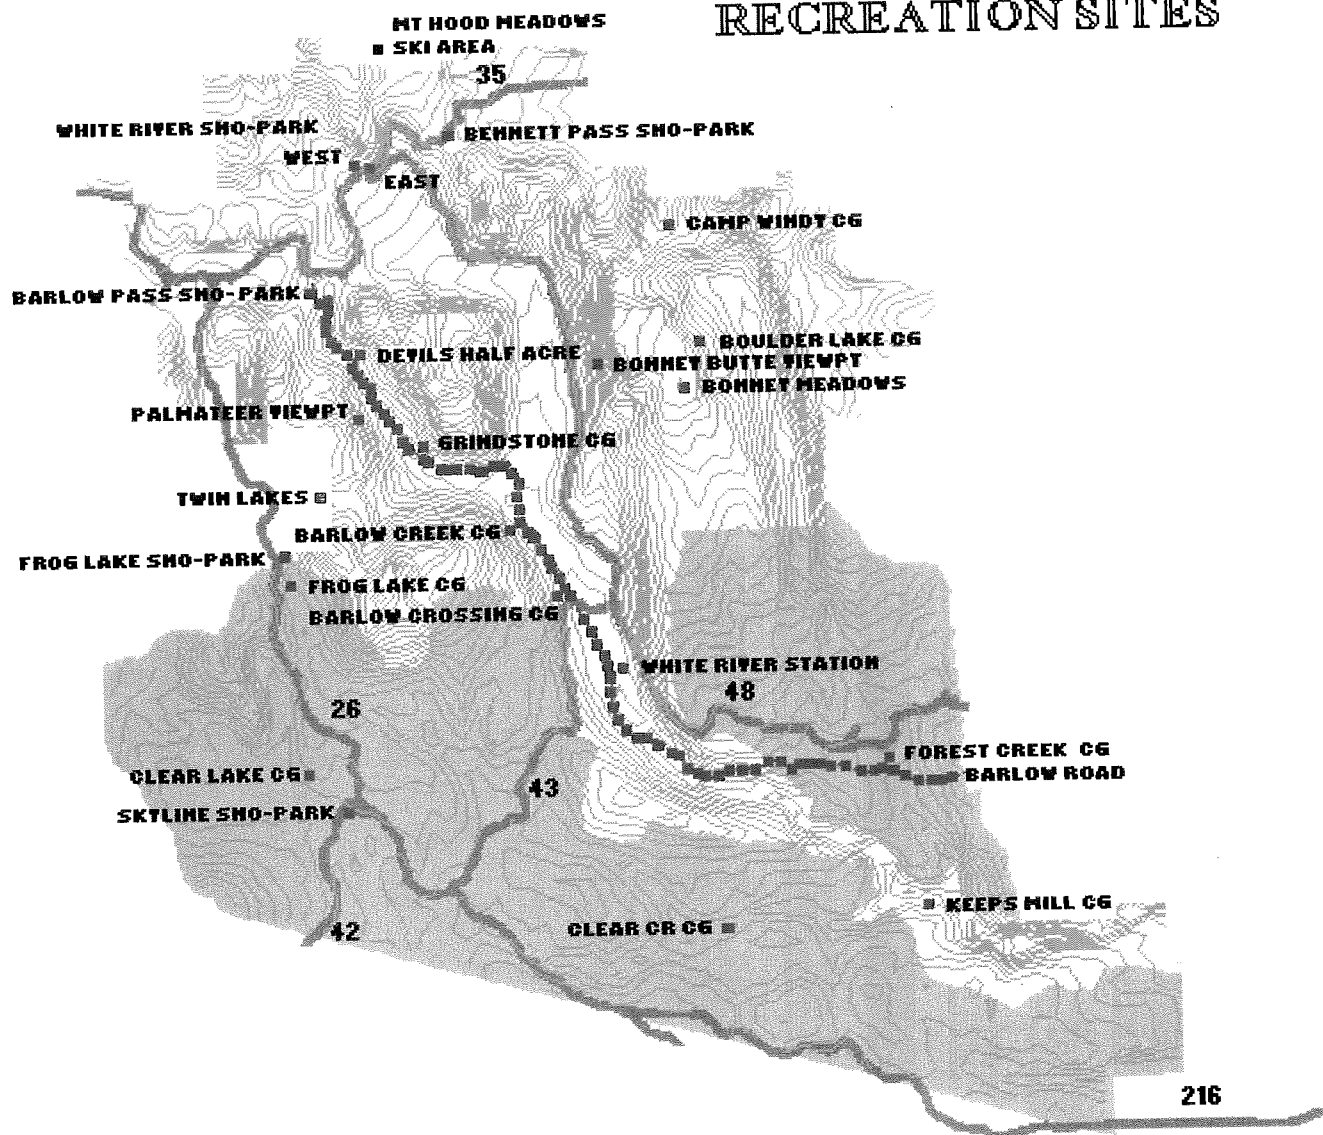 RECREATION SITES
MT HOOD MEADOWS
SKI AREA
35
WHITE RIVER SNO-PARK
BENNETT PASS SNO-PARK
WEST
EAST
CAMP WINDY CG
BARLOW PASS SNO-PARK
BOULDER LAKE CG
DEVILS HALF ACRE
BONNEY BUTTE VIEWPT
BONNEY MEADOWS
PALMATEER VIEWPT
GRINDSTONE CG
TWIN LAKES
BARLOW CREEK CG
FROG LAKE SNO-PARK
FROG LAKE CG
BARLOW CROSSING CG
WHITE RIVER STATION
48
26
FOREST CREEK CG
BARLOW ROAD
CLEAR LAKE CG
43
SKYLINE SNO-PARK
KEEPS MILL CG
CLEAR CR CG
42
216